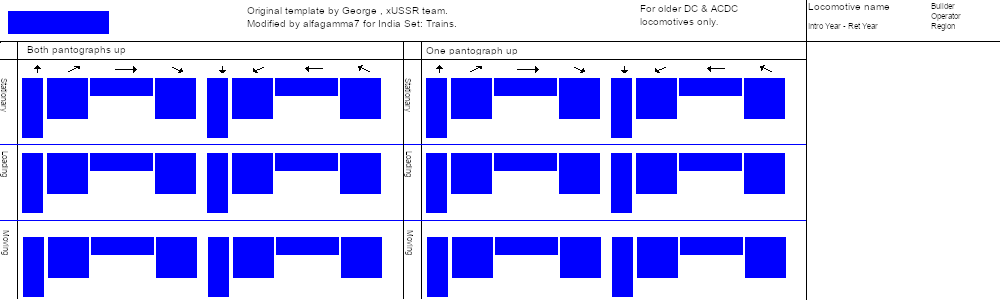 Original template by George , xUSSR team.
Modified by alfagamma7 for India Set: Trains.
For older DC & ACDC
locomotives only.
Locomotive name
Intro Year - Ret Year
Builder
Operator
Region
Both pantographs up
One pantograph up
Stationary
Stationary
Loading
Loading
Moving
Moving